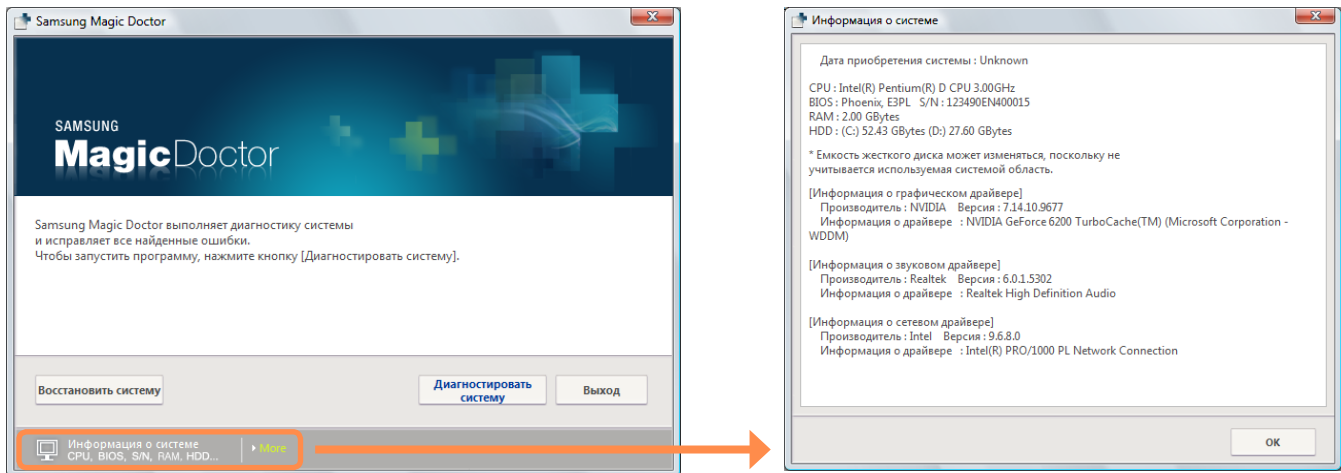 Samsung Magic Doctor
SAMSUNG
MagicDoctor
Samsung Magic Doctor выполняет диагностику системы
и исправляет все найденные ошибки.
Чтобы запустить программу, нажмите кнопку [Диагностировать систему].
Восстановить систему
Диагностировать
систему
Выход
Информация о системе
CPU, BIOS, S/N, RAM, HDD...
More
Информация о системе
Дата приобретения системы : Unknown
CPU : Intel(R) Pentium(R) D CPU 3.00GHz
BIOS : Phoenix, E3PL S/N : 123490EN400015
RAM : 2.00 GBytes
HDD : (C:) 52.43 GBytes (D:) 27.60 GBytes
* Емкость жесткого диска может изменяться, поскольку не
учитывается используемая системой область.
[Информация о графическом драйвере]
Производитель : NVIDIA Версия : 7.14.10.9677
Информация о драйвере : NVIDIA GeForce 6200 TurboCache(TM) (Microsoft Corporation -
WDDM)
[Информация о звуковом драйвере]
Производитель : Realtek Версия : 6.0.1.5302
Информация о драйвере : Realtek High Definition Audio
[Информация о сетевом драйвере]
Производитель : Intel Версия : 9.6.8.0
Информация о драйвере : Intel(R) PRO/1000 PL Network Connection
OK